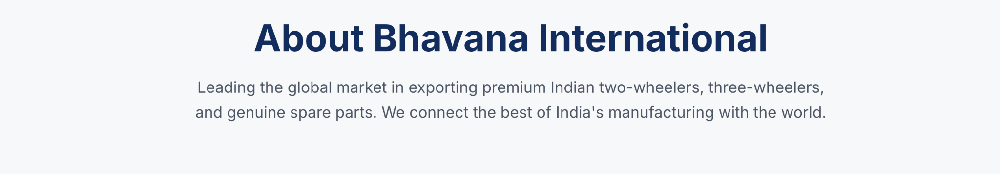 About Bhavana International
Leading the global market in exporting premium Indian two-wheelers, three-wheelers,
and genuine spare parts. We connect the best of India's manufacturing with the world.